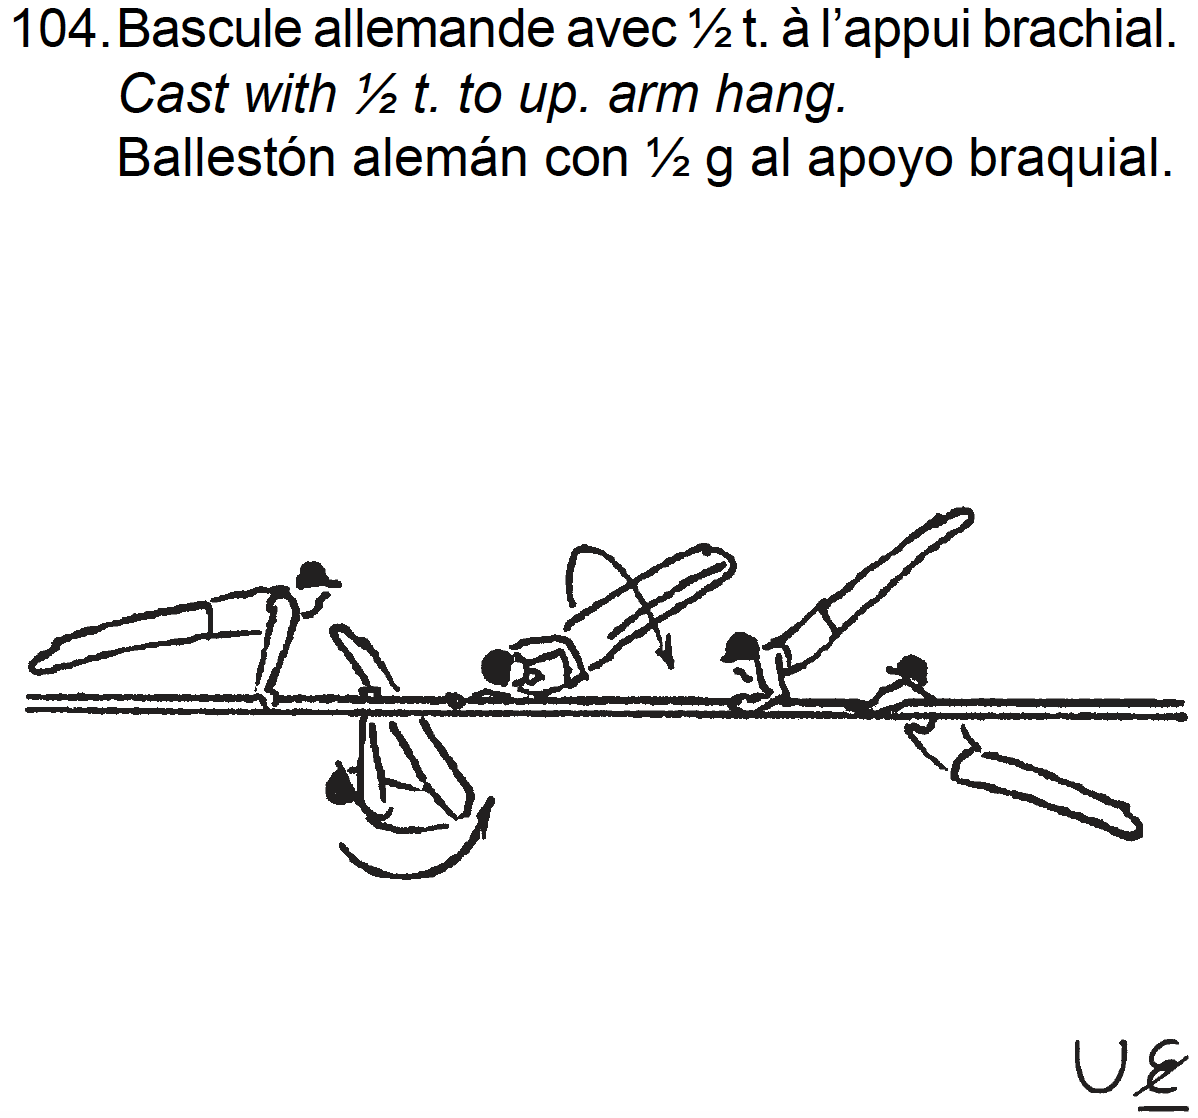 104. Bascule allemande avec ½ t. à l’appui brachial.
Cast with ½ t. to up. arm hang.
Ballestón alemán con ½ g al apoyo braquial.